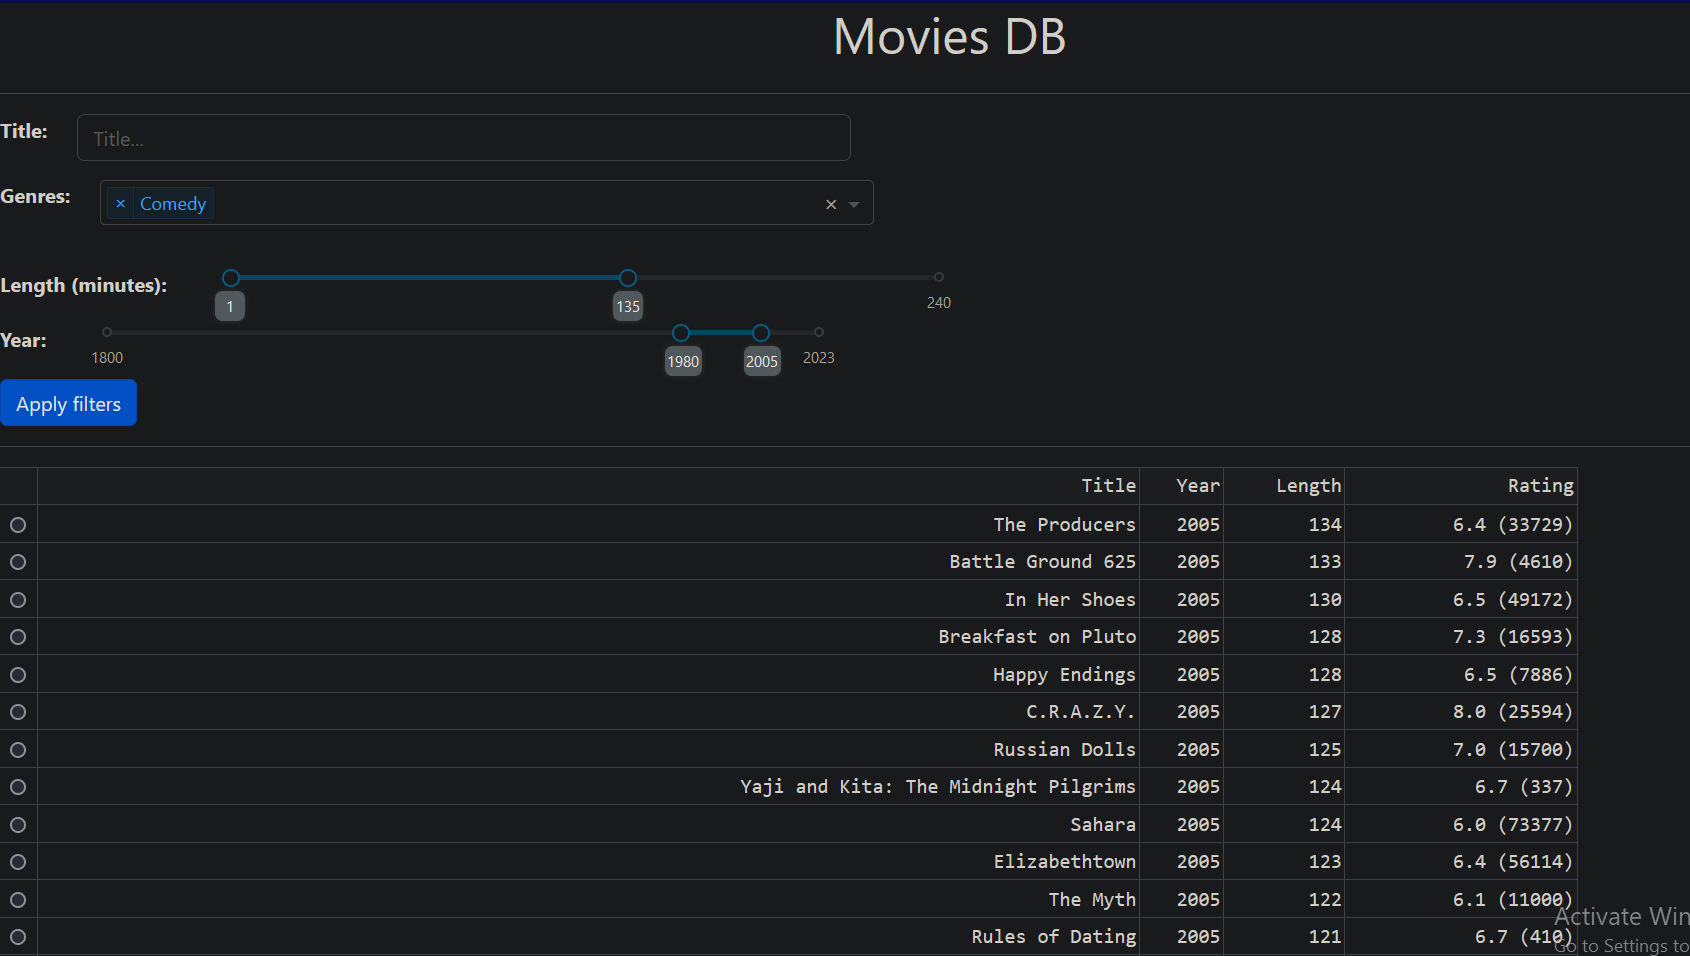 Movies DB
Title:
Title...
Genres:
× Comedy
× 
Length (minutes):
1
135
240
Year:
1800
1980
2005
2023
Apply filters
Title Year Length Rating
The Producers 2005 134 6.4 (33729)
Battle Ground 625 2005 133 7.9 (4610)
In Her Shoes 2005 130 6.5 (49172)
Breakfast on Pluto 2005 128 7.3 (16593)
Happy Endings 2005 128 6.5 (7886)
C.R.A.Z.Y. 2005 127 8.0 (25594)
Russian Dolls 2005 125 7.0 (15700)
Yaji and Kita: The Midnight Pilgrims 2005 124 6.7 (337)
Sahara 2005 124 6.0 (73377)
Elizabethtown 2005 123 6.4 (56114)
The Myth 2005 122 6.1 (11000)
Activate Win
Rules of Dating 2005 121 6.7 (410)
Go to Settings to